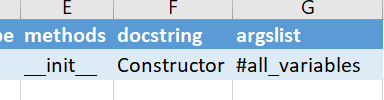 E F G
pe methods docstring argslist
__init__ Constructor #all_variables